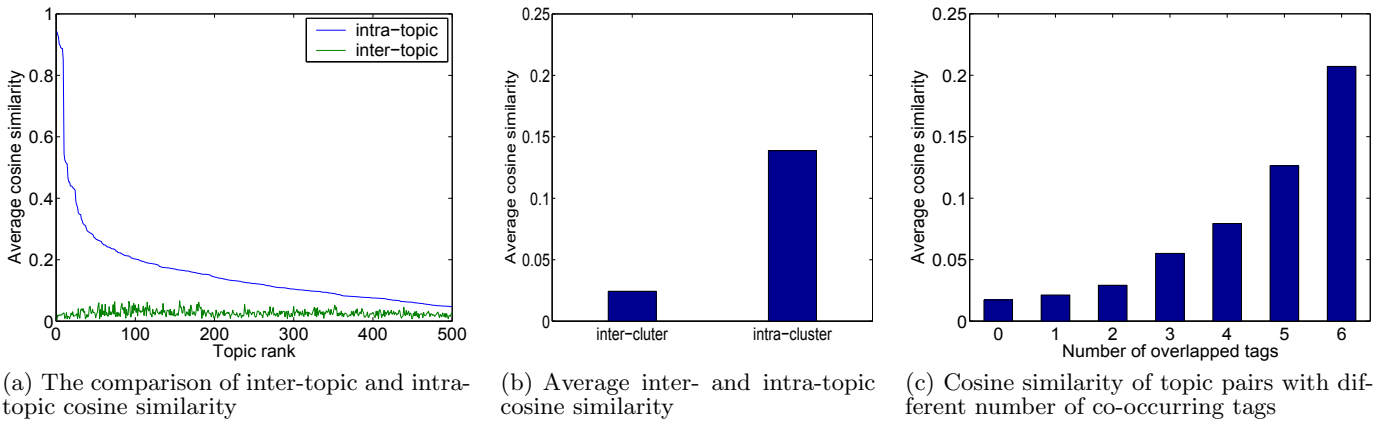 1
0.8
0.6
0.4
0.2
0
Average cosine similarity
intra−topic
inter−topic
0 100 200 300 400 500
Topic rank
(a) The comparison of inter-topic and intra-
topic cosine similarity
0.25
0.2
0.15
0.1
0.05
0
Average cosine similarity
inter−cluter intra−cluster
(b) Average inter- and intra-topic
cosine similarity
0.25
0.2
0.15
0.1
0.05
0
Average cosine similarity
0 1 2 3 4 5 6
Number of overlapped tags
(c) Cosine similarity of topic pairs with dif-
ferent number of co-occurring tags